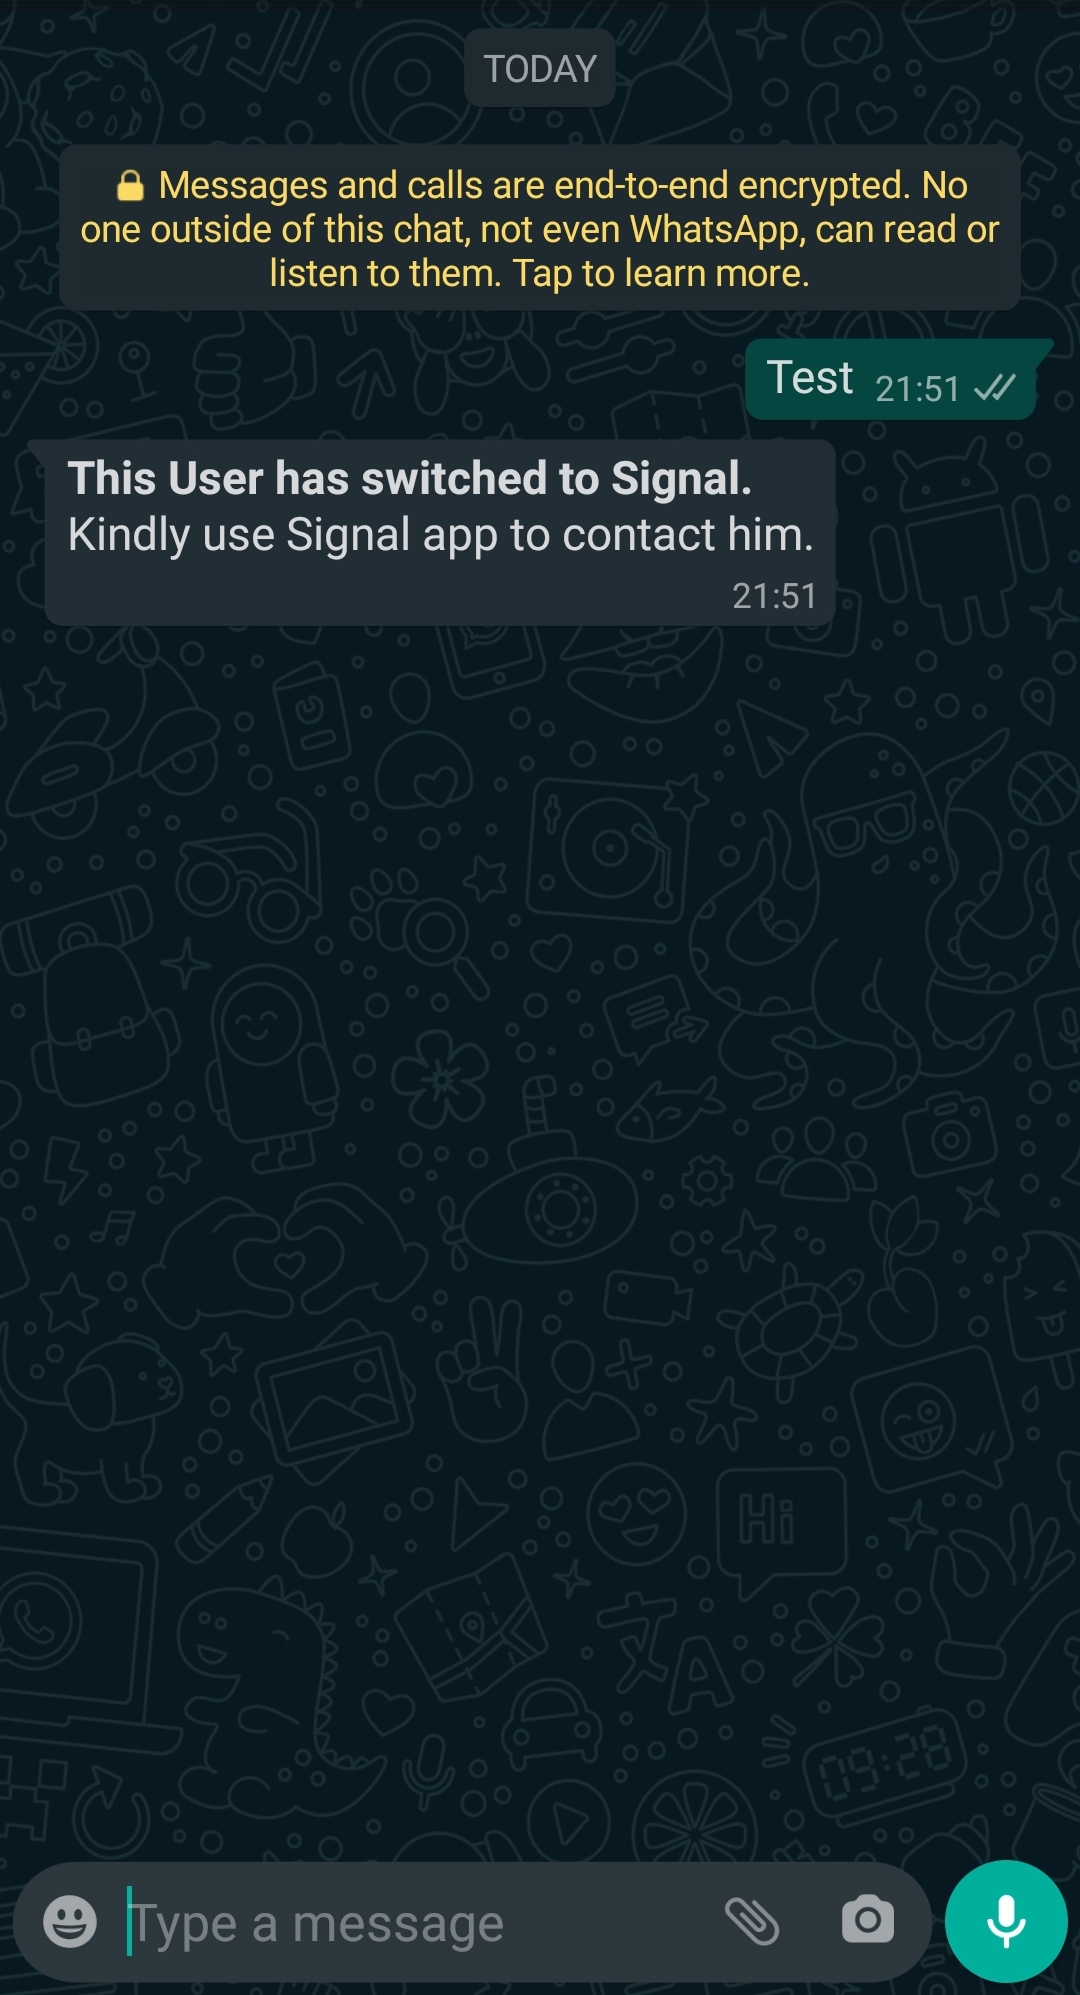 TODAY
🔒 Messages and calls are end-to-end encrypted. No
one outside of this chat, not even WhatsApp, can read or
listen to them. Tap to learn more.
Test 21:51
This User has switched to Signal.
Kindly use Signal app to contact him.
21:51
Hi
文A
09:28
Type a message